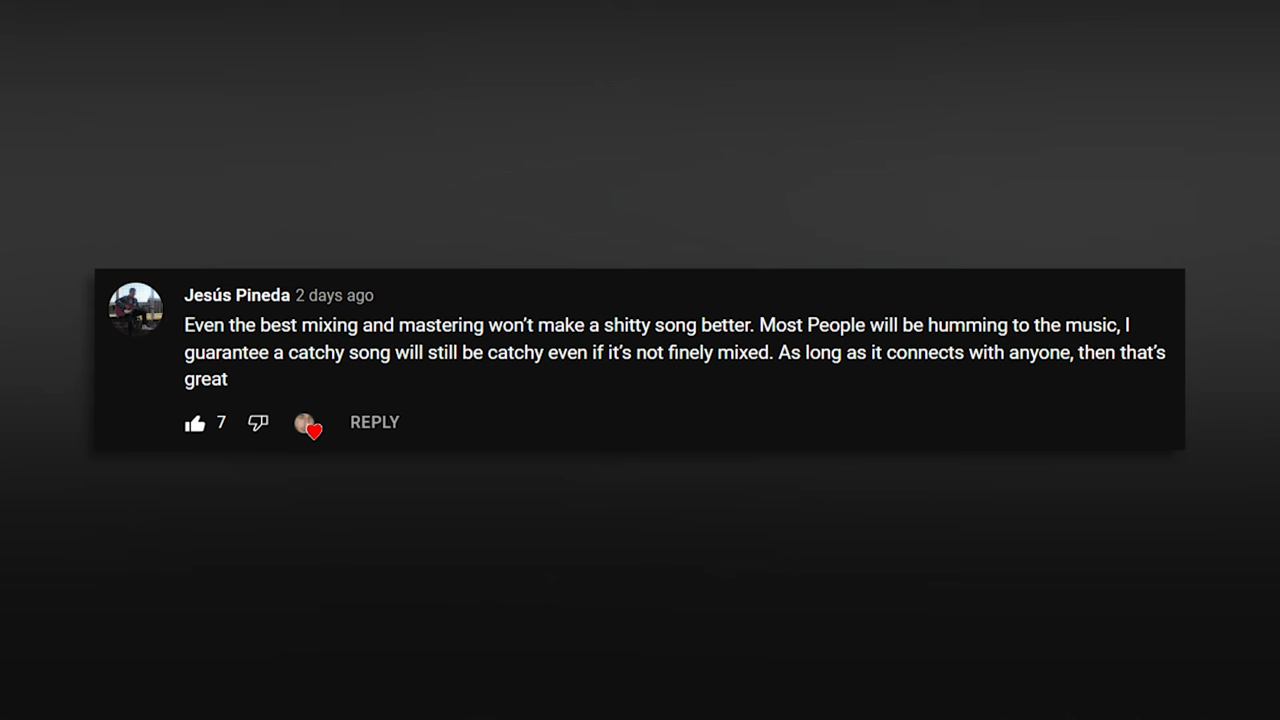 Jesús Pineda 2 days ago
Even the best mixing and mastering won’t make a shitty song better. Most People will be humming to the music, I
guarantee a catchy song will still be catchy even if it’s not finely mixed. As long as it connects with anyone, then that’s
great
7 REPLY